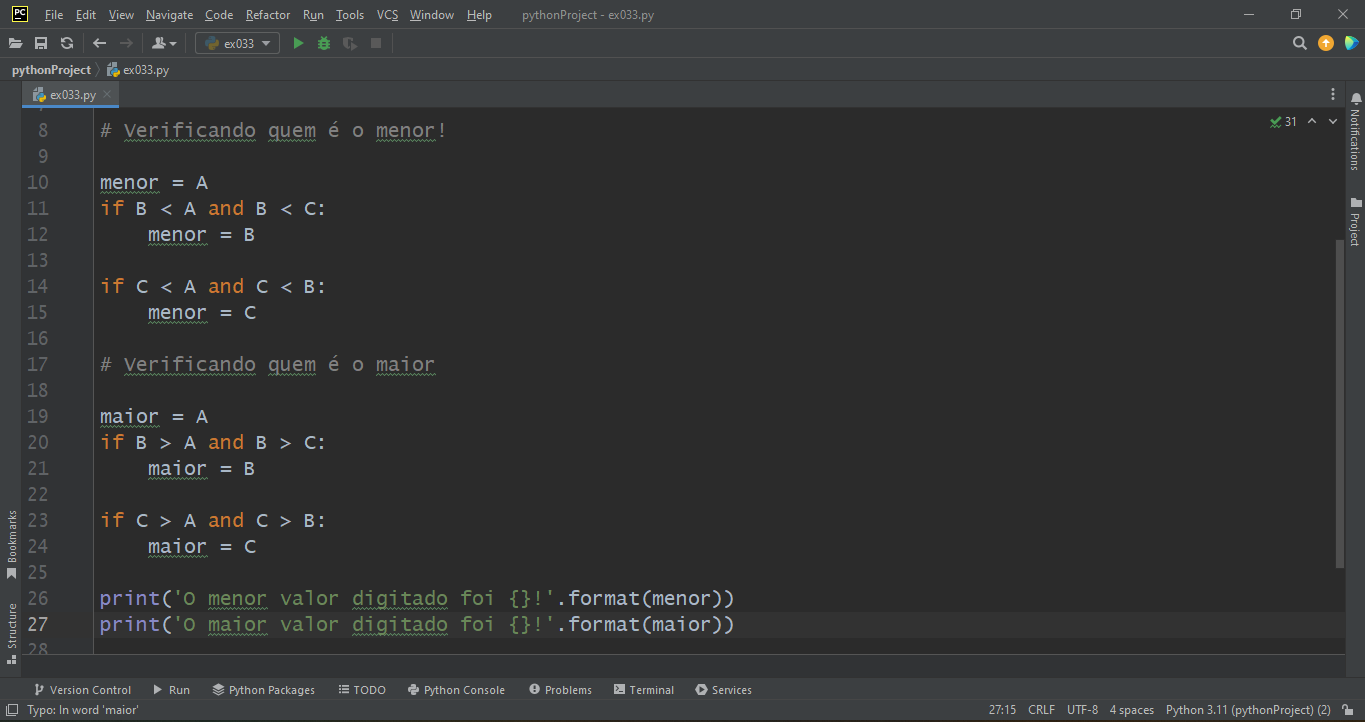 PC File Edit View Navigate Code Refactor Run Tools VCS Window Help pythonProject - ex033.py
ex033
pythonProject ex033.py
ex033.py
8 # Verificando quem é o menor!
31
9
10 menor = A
11 if B < A and B < C:
12 menor = B
13
14 if C < A and C < B:
15 menor = C
16
17 # Verificando quem é o maior
18
19 maior = A
20 if B > A and B > C:
21 maior = B
22
23 if C > A and C > B:
24 maior = C
25
26 print('O menor valor digitado foi {}!'.format(menor))
27 print('O maior valor digitado foi {}!'.format(maior))
28
Notifications
Project
Bookmarks
Structure
Version Control Run Python Packages TODO Python Console Problems Terminal Services
Typo: In word 'maior' 27:15 CRLF UTF-8 4 spaces Python 3.11 (pythonProject) (2)